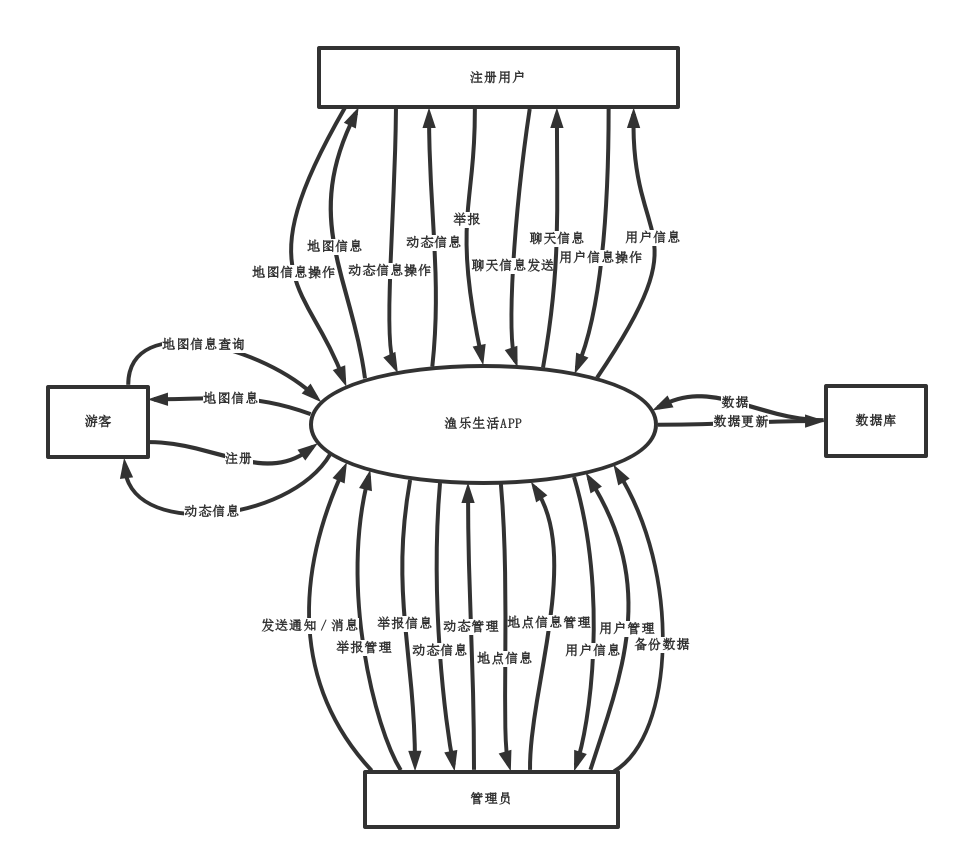 注册用户
举报
聊天信息
用户信息
动态信息
地图信息
用户信息操作
聊天信息发送
动态信息操作
地图信息操作
地图信息查询
地图信息
数据
游客
渔乐生活APP
数据更新
数据库
注册
动态信息
发送通知/消息
举报信息
动态管理
地点信息管理
用户管理
举报管理
动态信息
地点信息
用户信息
备份数据
管理员